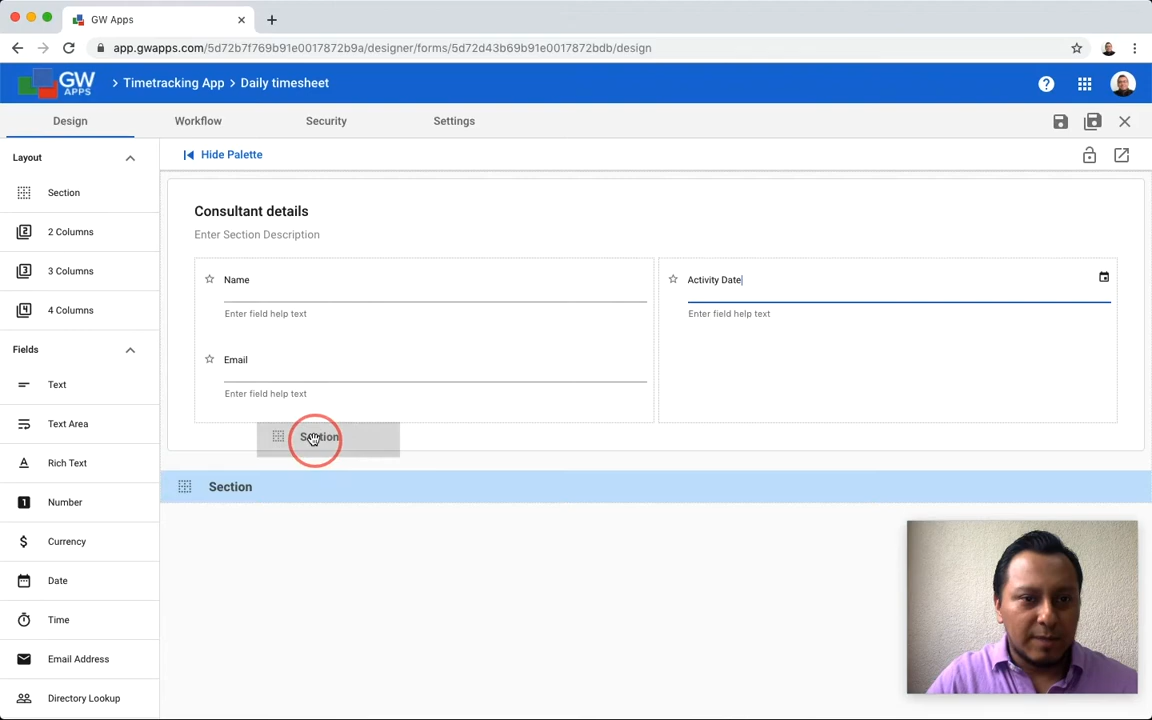 GW Apps
app.gwapps.com/5d72b7f769b91e0017872b9a/designer/forms/5d72d43b69b91e0017872bdb/design
GW APPS > Timetracking App > Daily timesheet
Design
Workflow
Security
Settings
Layout
Section
2 Columns
3 Columns
4 Columns
Fields
Text
Text Area
Rich Text
Number
Currency
Date
Time
Email Address
Directory Lookup
Hide Palette
Consultant details
Enter Section Description
Name
Enter field help text
Email
Enter field help text
Activity Date
Enter field help text
Section
Section